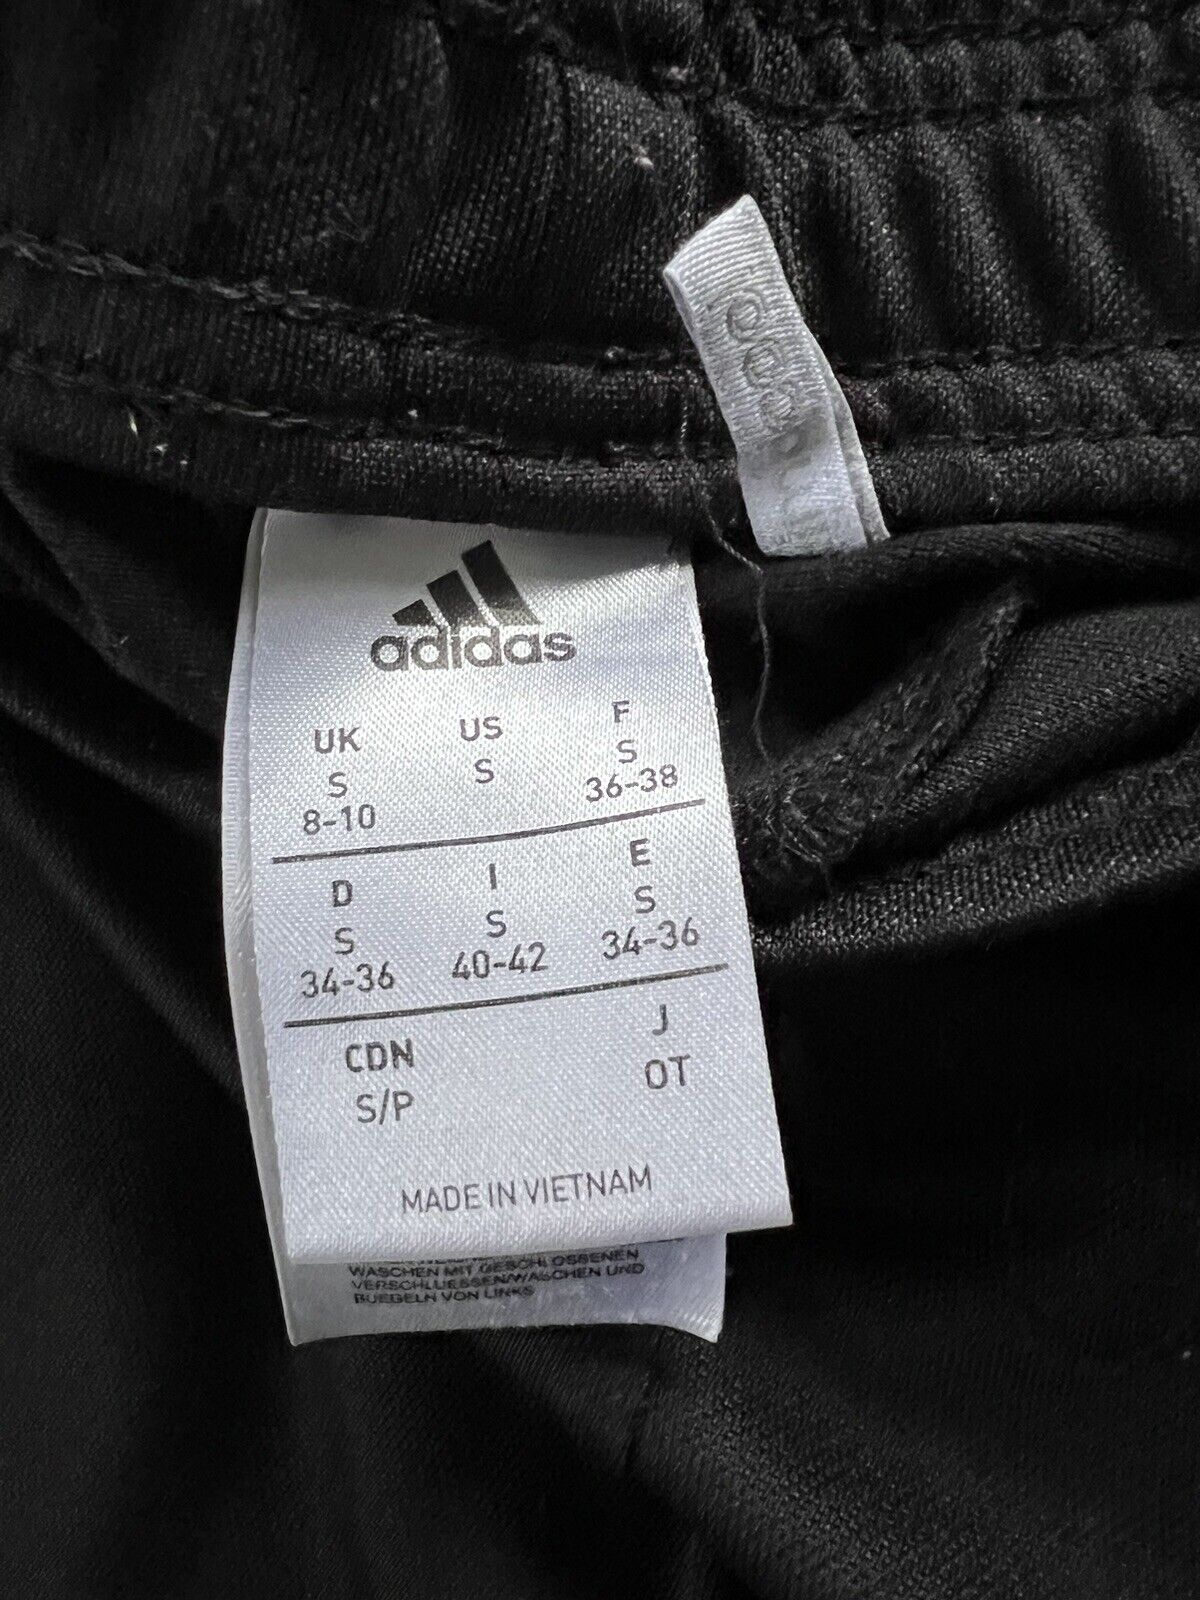 adidas
UK US F
S S S
8-10 36-38
D I E
S S S
34-36 40-42 34-36
CDN J
S/P OT
MADE IN VIETNAM
WASCHEN MIT GESCHLOSSENEN
VERSCHLUESSEN/WASCHEN UND
BUEGELN VON LINKS